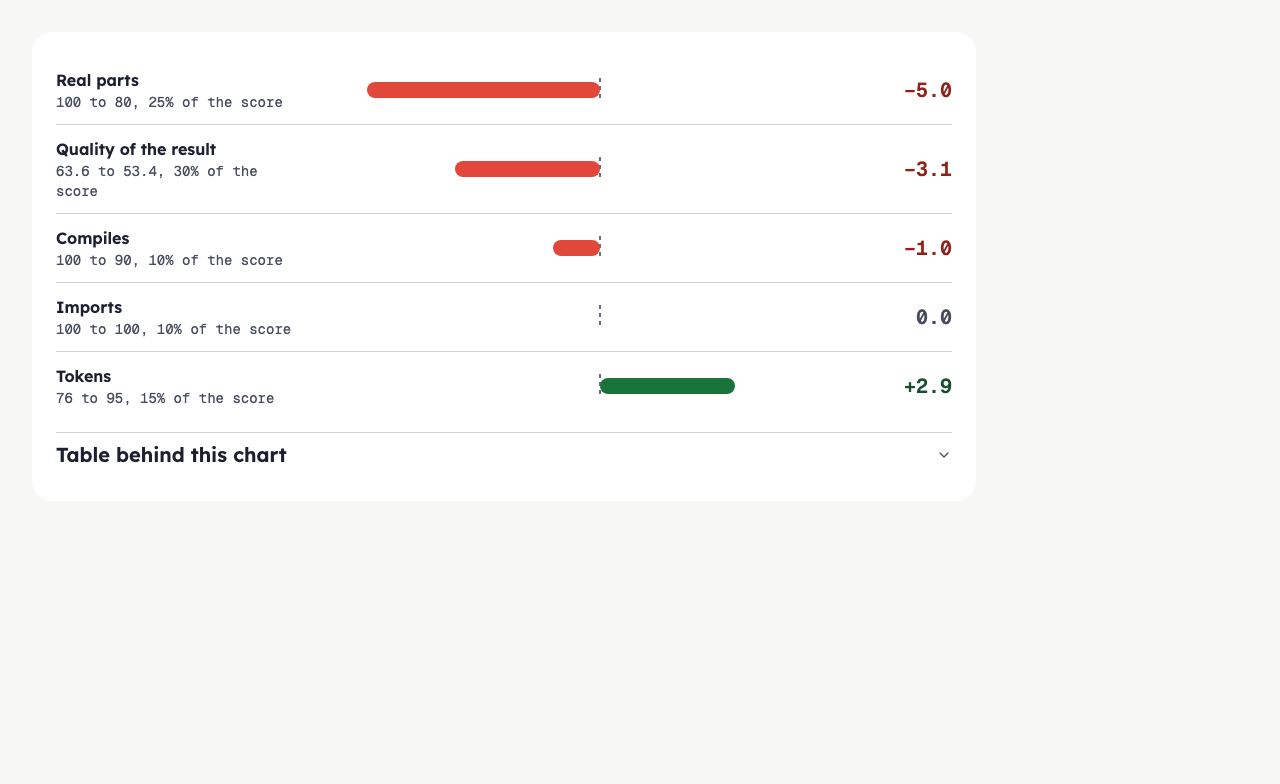 Real parts
100 to 80, 25% of the score
−5.0
Quality of the result
63.6 to 53.4, 30% of the
score
−3.1
Compiles
100 to 90, 10% of the score
−1.0
Imports
100 to 100, 10% of the score
0.0
Tokens
76 to 95, 15% of the score
+2.9
Table behind this chart